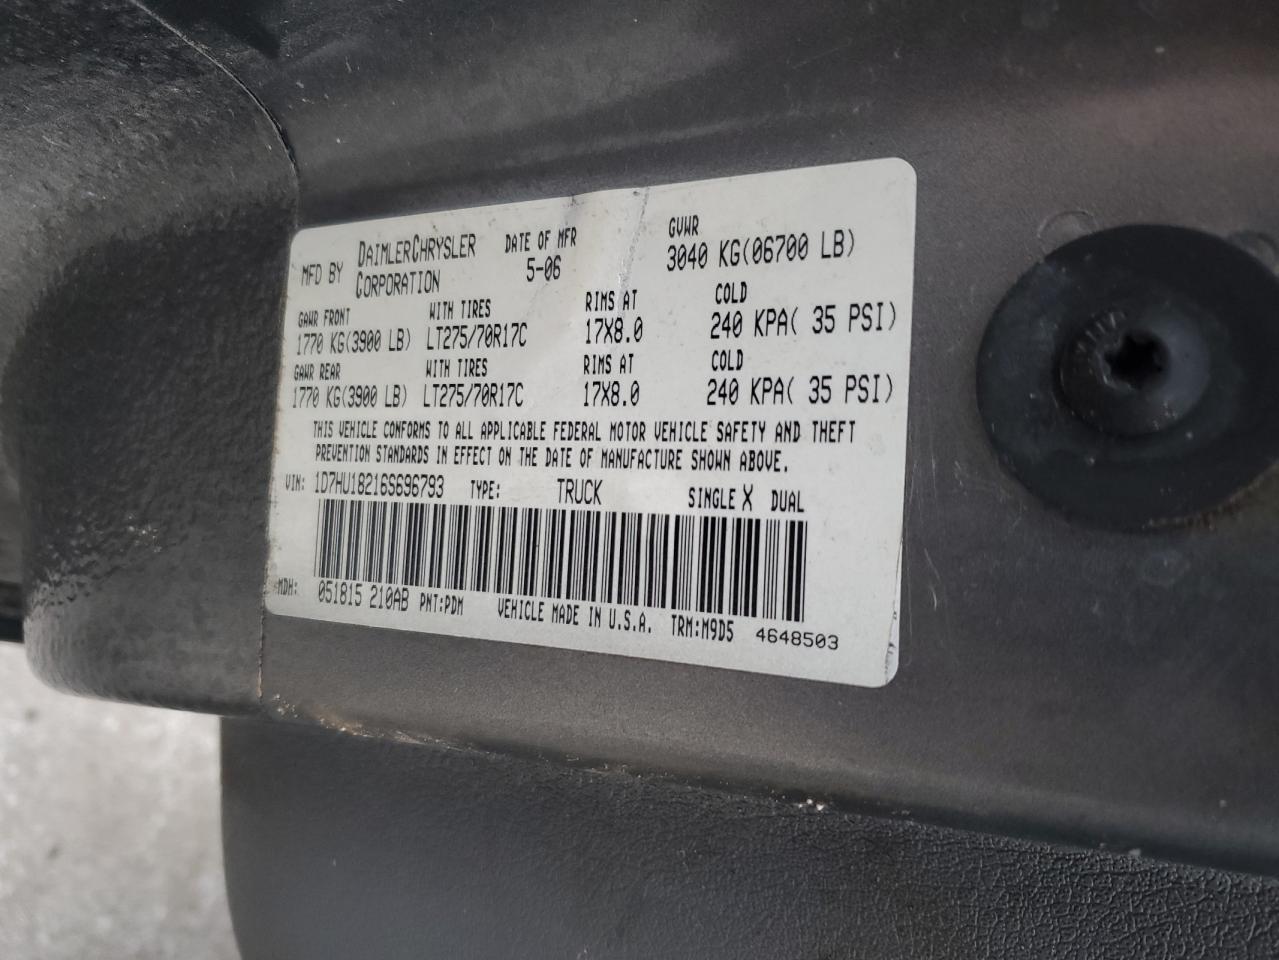 MFD BY DAIMLERCHRYSLER CORPORATION DATE OF MFR 5-06 GVWR 3040 KG(06700 LB)
GAWR FRONT WITH TIRES RIMS AT COLD
1770 KG(3900 LB) LT275/70R17C 17X8.0 240 KPA( 35 PSI)
GAWR REAR WITH TIRES RIMS AT COLD
1770 KG(3900 LB) LT275/70R17C 17X8.0 240 KPA( 35 PSI)
THIS VEHICLE CONFORMS TO ALL APPLICABLE FEDERAL MOTOR VEHICLE SAFETY AND THEFT
PREVENTION STANDARDS IN EFFECT ON THE DATE OF MANUFACTURE SHOWN ABOVE.
VIN: 1D7HU18216S696793 TYPE: TRUCK SINGLE X DUAL
MDH: 051815 210AB PNT:PDM VEHICLE MADE IN U.S.A. TRM:M9D5 4648503